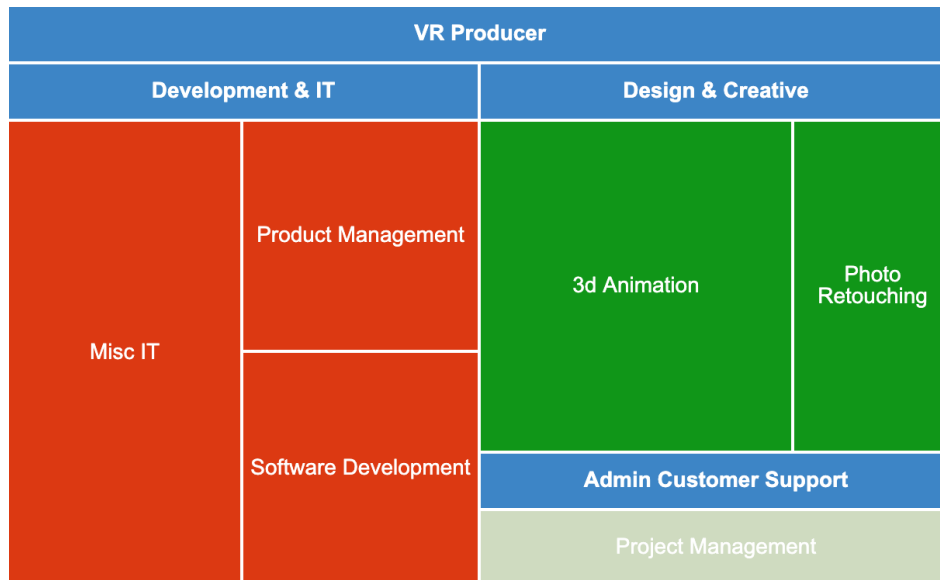 VR Producer
Development & IT
Design & Creative
Misc IT
Product Management
Software Development
3d Animation
Photo
Retouching
Admin Customer Support
Project Management